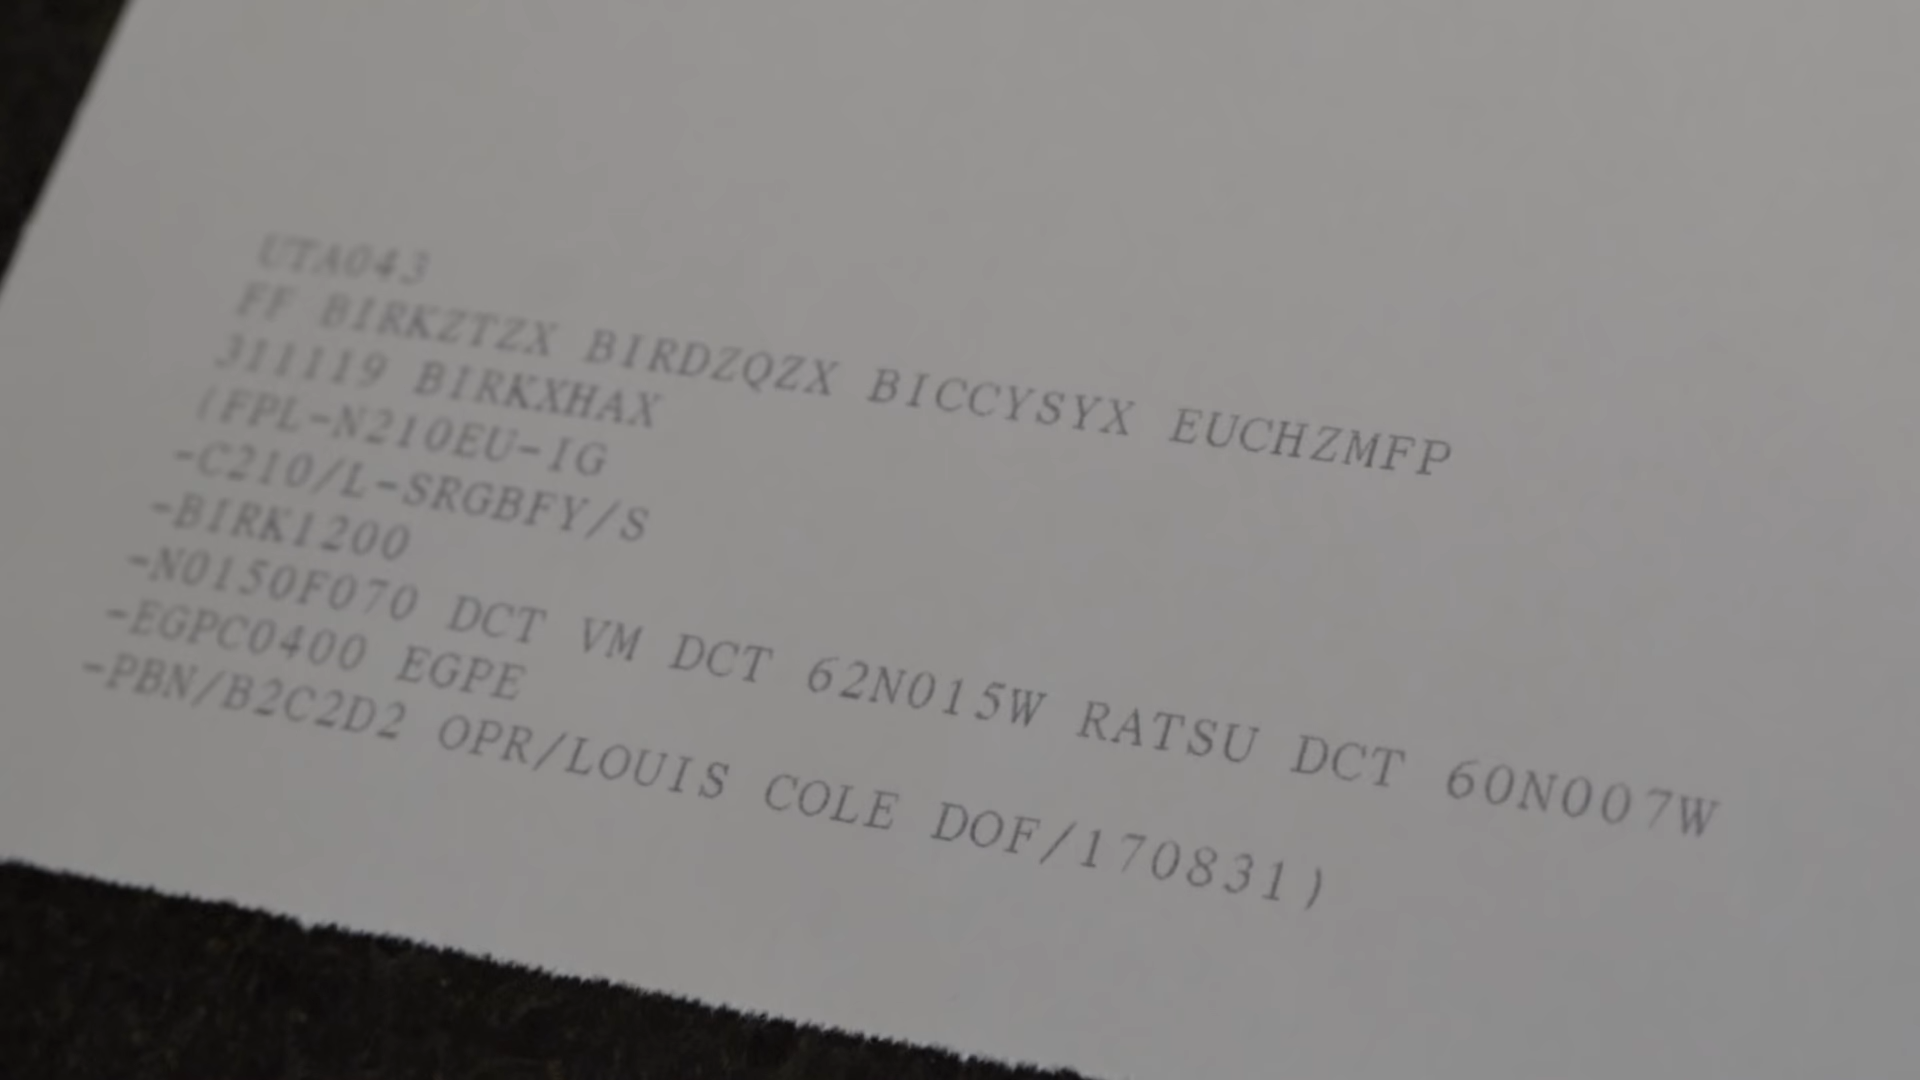 UTA043
FF BIRKZTZX BIRDZQZX BICCYSYX EUCHZMFP
311119 BIRKXHAX
(FPL-N210EU-IG
-C210/L-SRGBFY/S
-BIRK1200
-N0150F070 DCT VM DCT 62N015W RATSU DCT 60N007W
-EGPC0400 EGPE
-PBN/B2C2D2 OPR/LOUIS COLE DOF/170831)